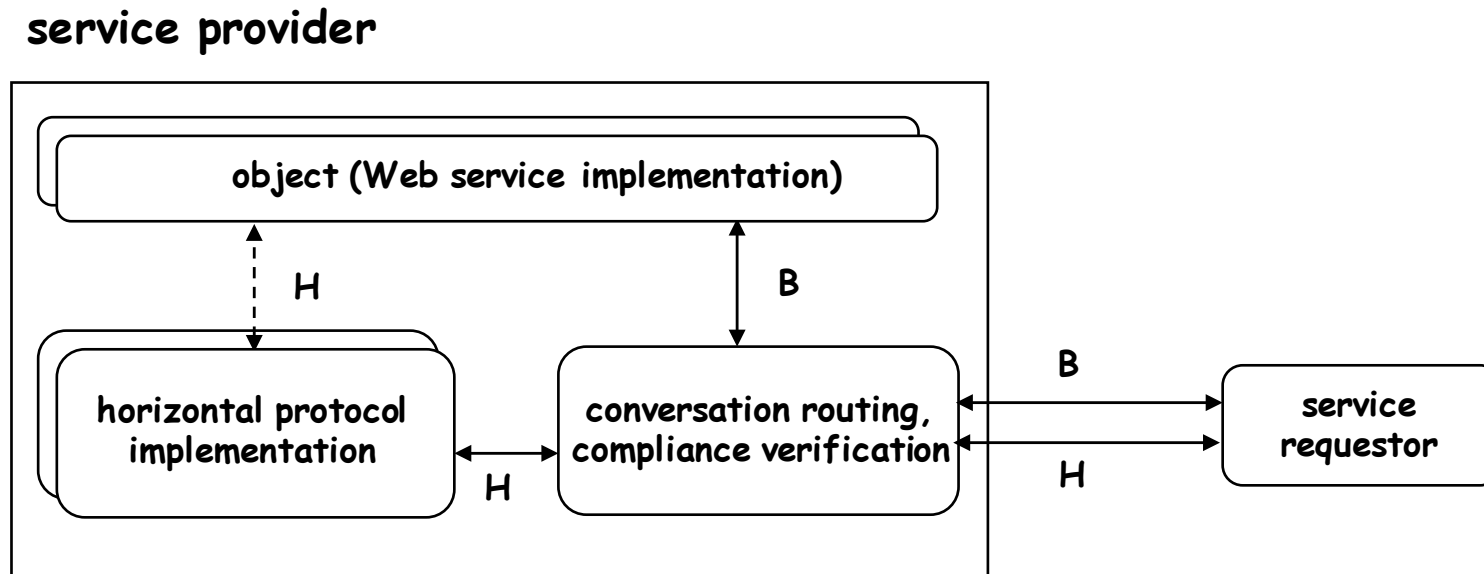 service provider
object (Web service implementation)
H
B
horizontal protocol
implementation
H
conversation routing,
compliance verification
B
H
service
requestor